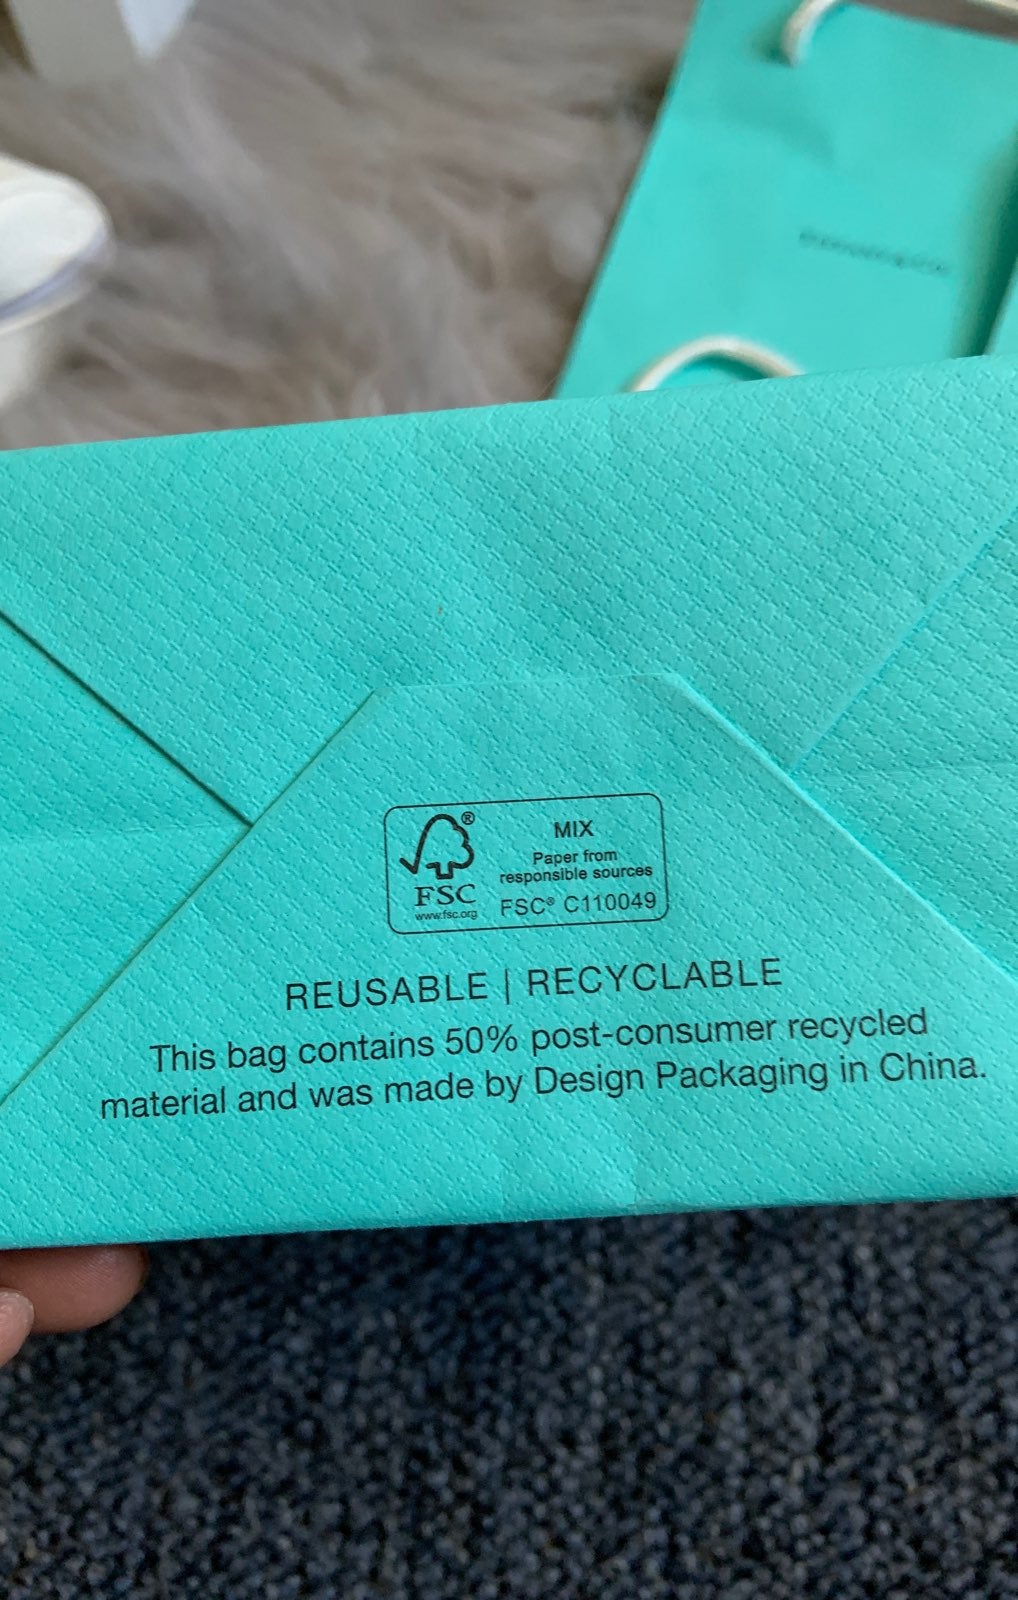 FSC
®
www.fsc.org
MIX
Paper from
responsible sources
FSC® C110049
REUSABLE | RECYCLABLE
This bag contains 50% post-consumer recycled
material and was made by Design Packaging in China.